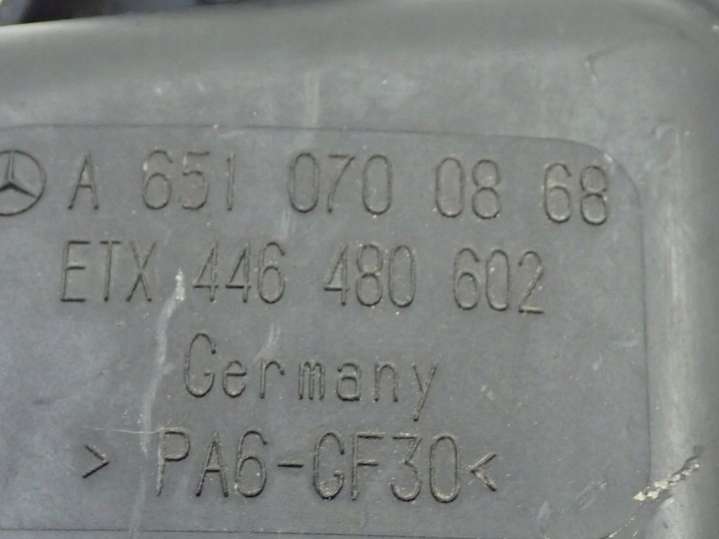 A 651 070 08 68
ETX 446 480 602
Germany
> PA6-GF30<